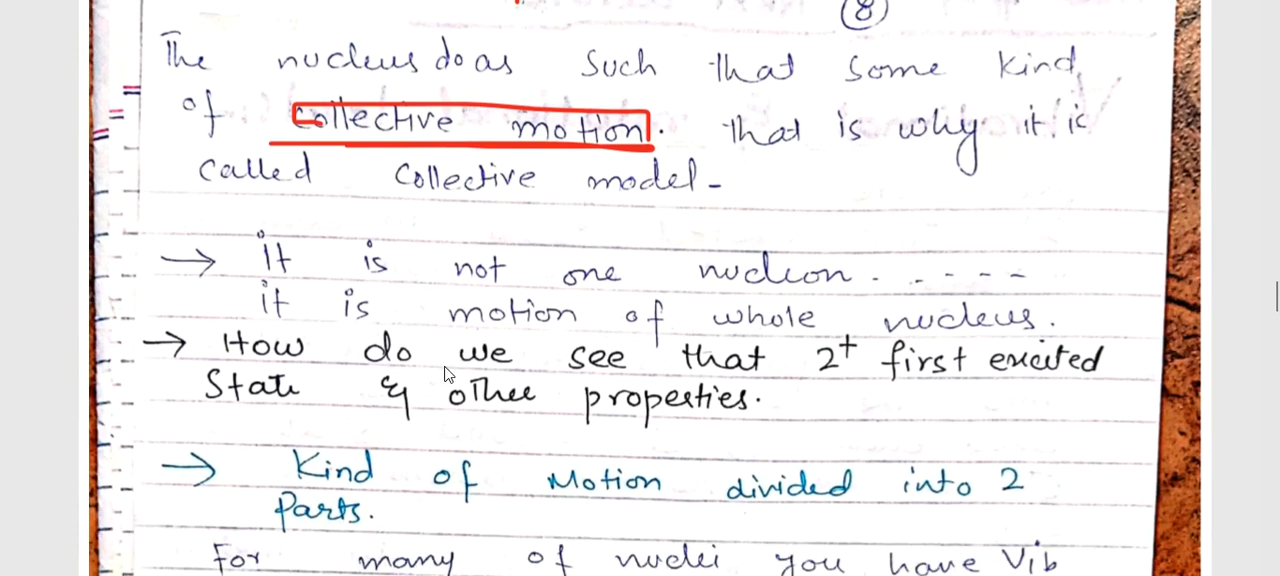 8
The nucleus do as such that some kind
of collective motion. that is why it is
called collective model-
→ it is not one nucleon. - - - - -
it is motion of whole nucleus.
→ How do we see that 2+ first excited
State & other properties.
→ Kind of Motion divided into 2
Parts.
For many of nuclei you have Vib